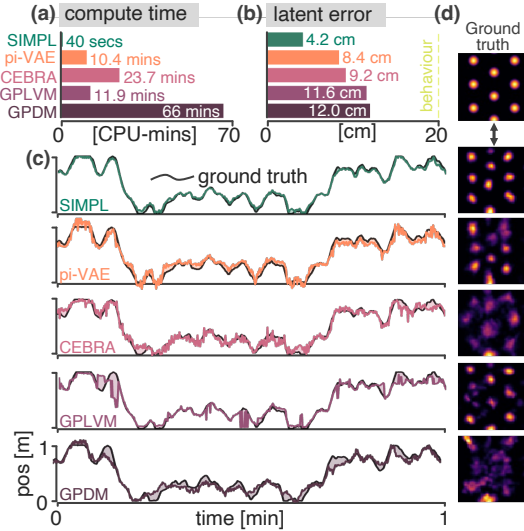 (a) compute time
SIMPL 40 secs
pi-VAE 10.4 mins
CEBRA 23.7 mins
GPLVM 11.9 mins
GPDM 66 mins
0 [CPU-mins] 70
(b) latent error
4.2 cm
8.4 cm
9.2 cm
11.6 cm
12.0 cm
behaviour
0 [cm] 20
(d)
Ground
truth
(c)
ground truth
SIMPL
pi-VAE
CEBRA
GPLVM
GPDM
pos [m]
1
0
0 time [min] 1